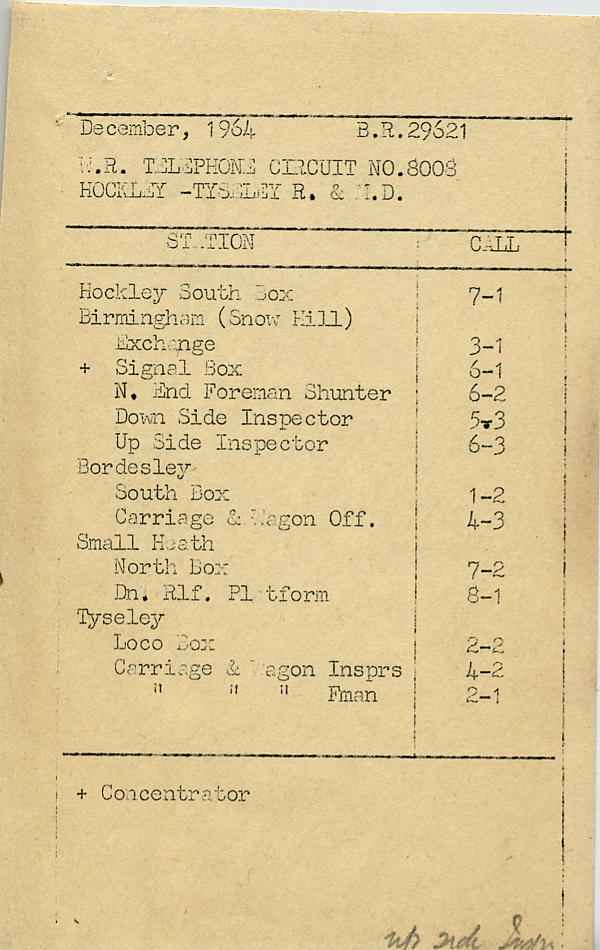 December, 1964 B.R.29621
W.R. TELEPHONE CIRCUIT NO.8008
HOCKLEY -TYSELEY R. & M.D.
STATION : CALL
Hockley South Box 7-1
Birmingham (Snow Hill)
Exchange 3-1
+ Signal Box 6-1
N. End Foreman Shunter 6-2
Down Side Inspector 5-3
Up Side Inspector 6-3
Bordesley
South Box 1-2
Carriage & Wagon Off. 4-3
Small Heath
North Box 7-2
Dn. Rlf. Platform 8-1
Tyseley
Loco Box 2-2
Carriage & Wagon Insprs 4-2
" " " Fman 2-1
+ Concentrator
up side